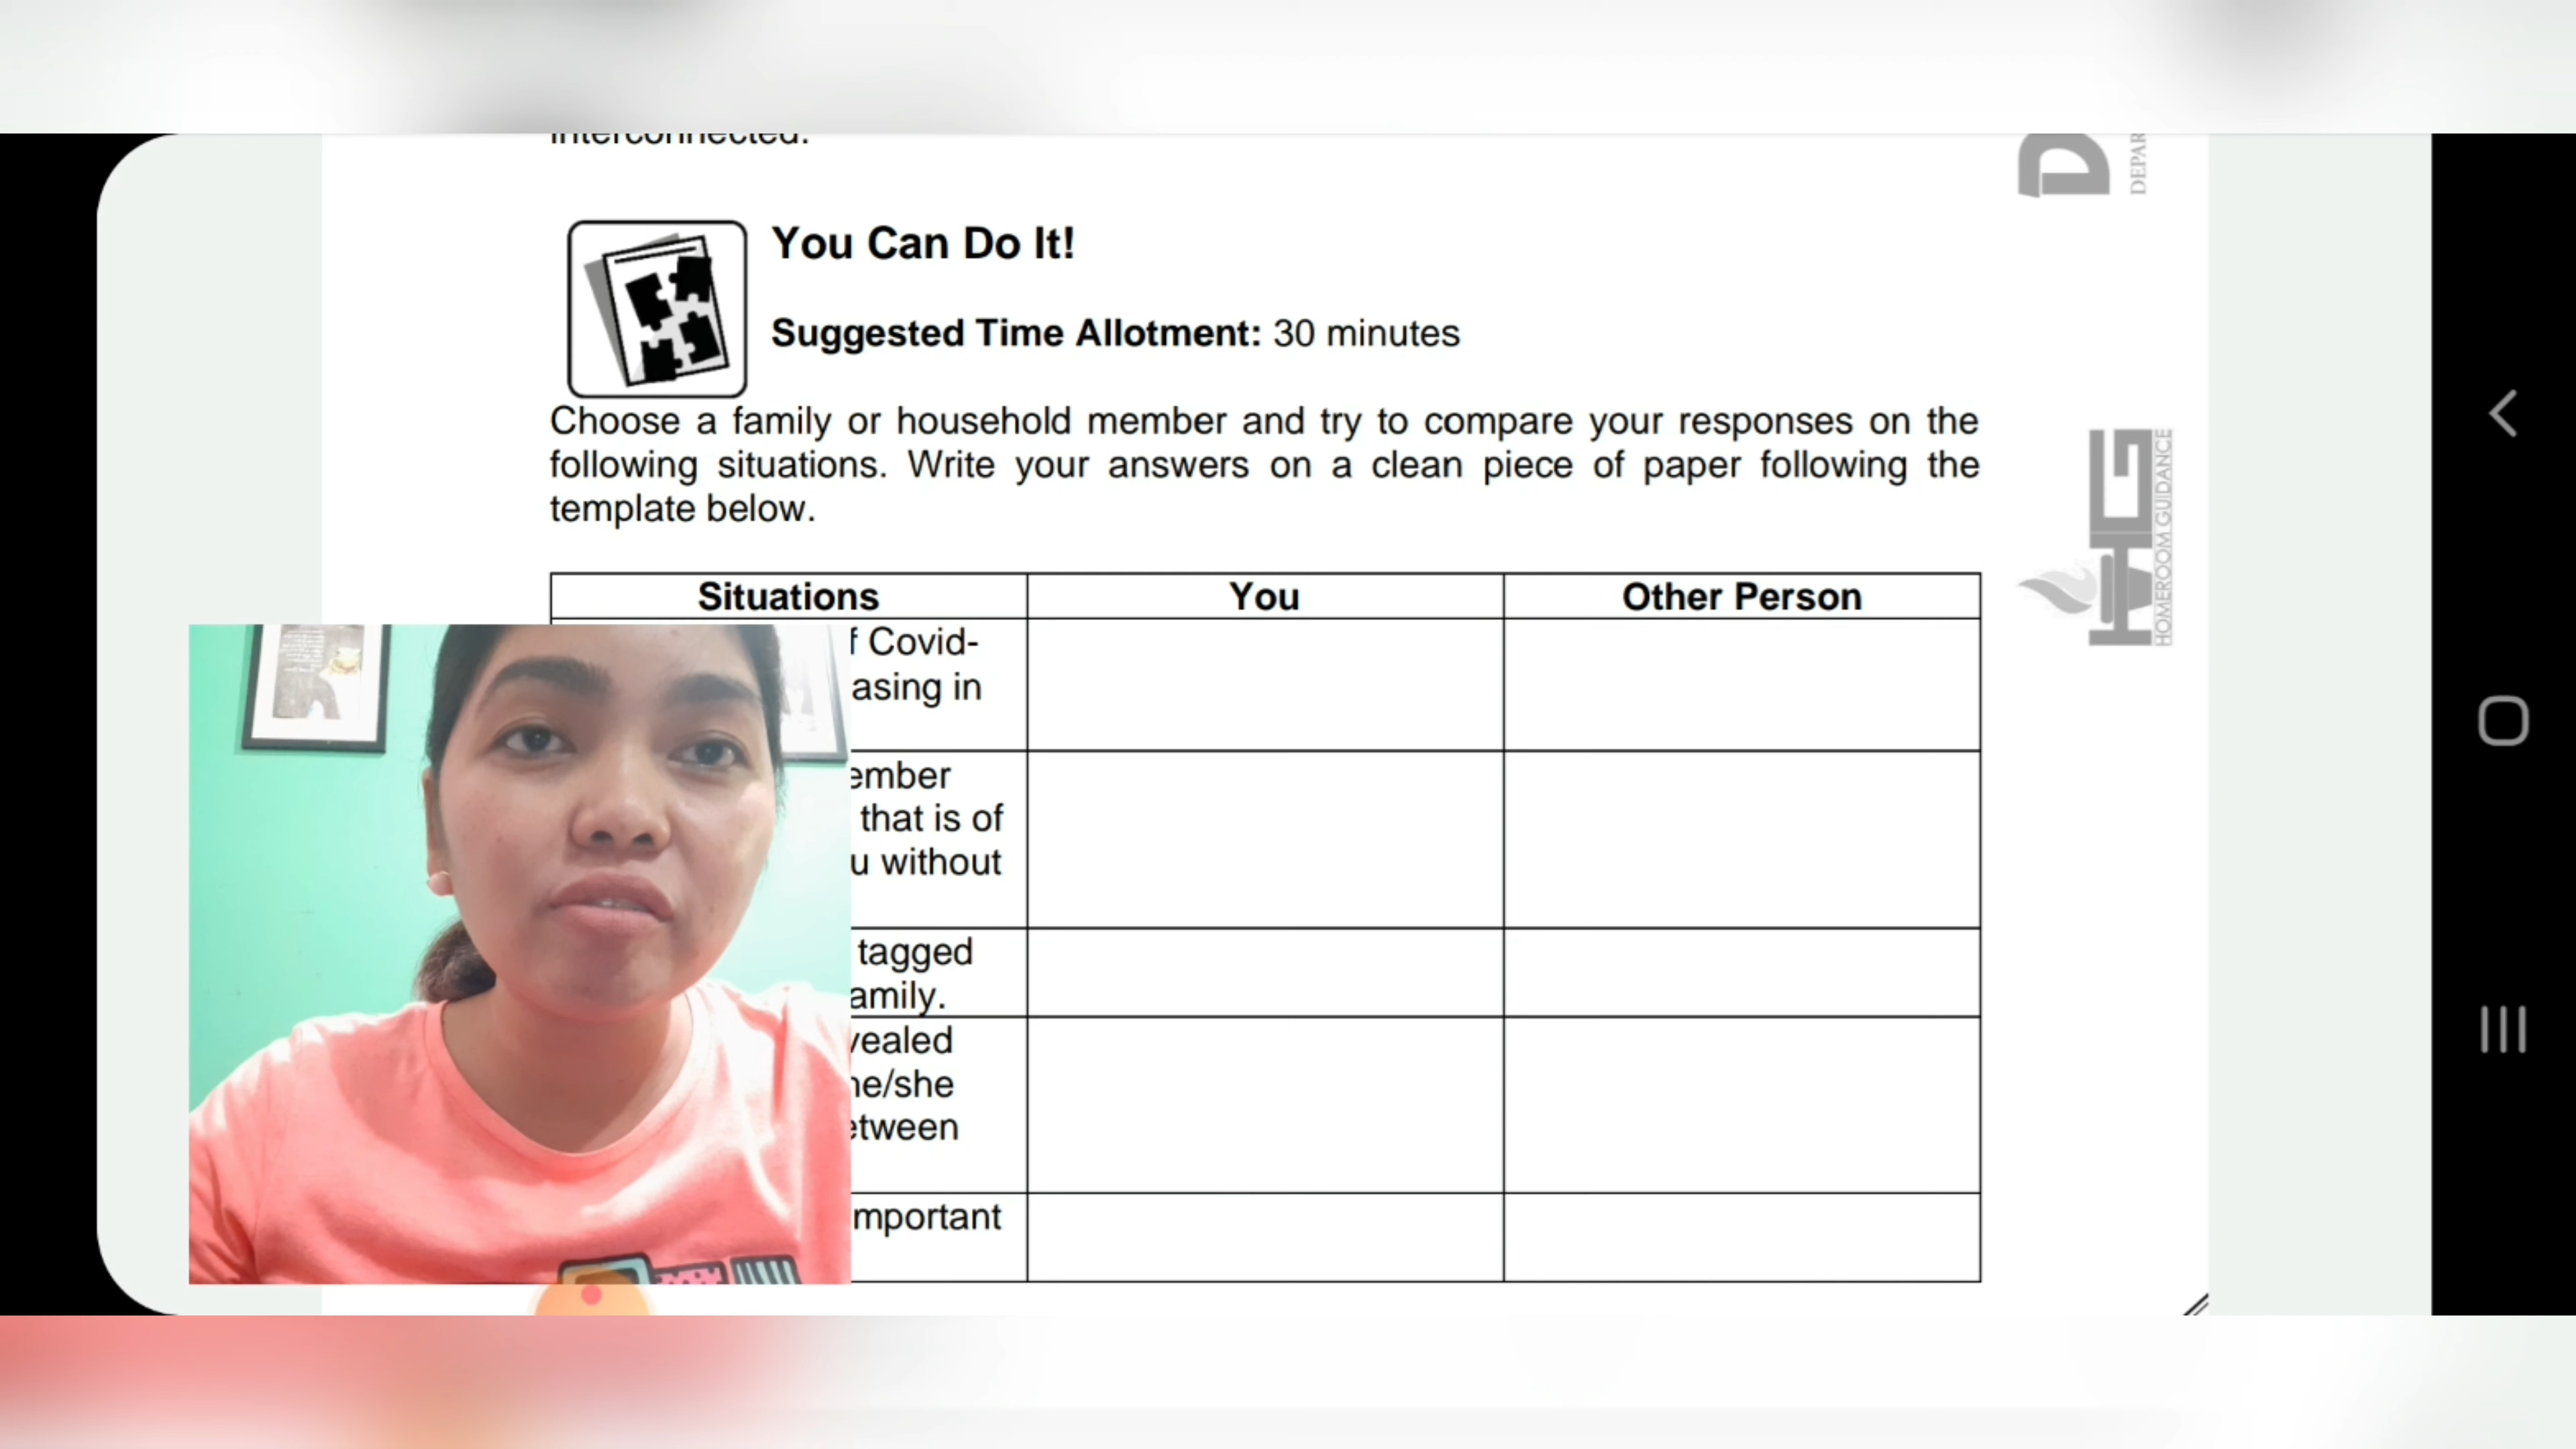 You Can Do It!
Suggested Time Allotment: 30 minutes
Choose a family or household member and try to compare your responses on the
following situations. Write your answers on a clean piece of paper following the
template below.
Situations You Other Person
f Covid-
asing in
ember
that is of
u without
tagged
amily.
vealed
he/she
etween
mportant
DEPAR
HG
HOMEROOM GUIDANCE